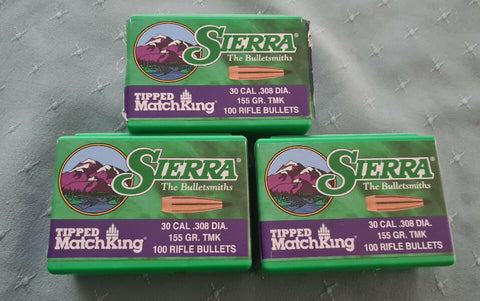 SIERRA®
The Bulletsmiths
TIPPED
MatchKing®
30 CAL .308 DIA.
155 GR. TMK
100 RIFLE BULLETS
SIERRA®
The Bulletsmiths
TIPPED
MatchKing®
30 CAL .308 DIA.
155 GR. TMK
100 RIFLE BULLETS
SIERRA®
The Bulletsmiths
TIPPED
MatchKing®
30 CAL .308 DIA.
155 GR. TMK
100 RIFLE BULLETS